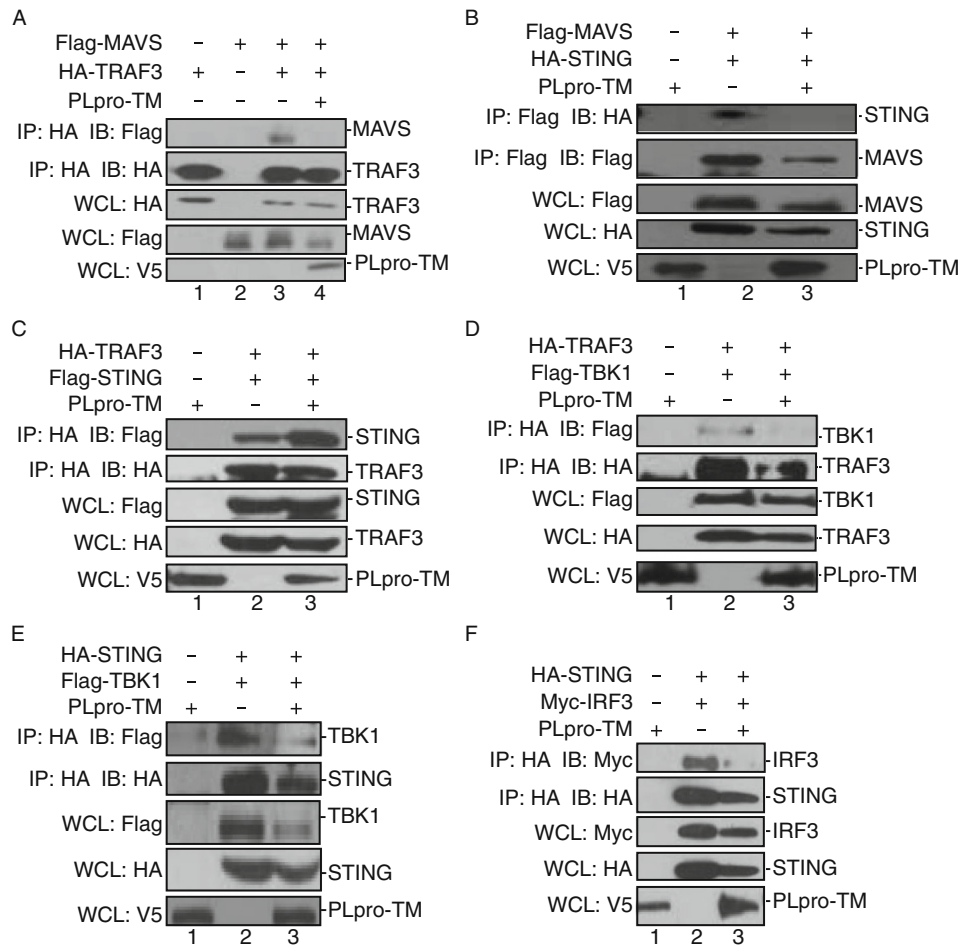 A
Flag-MAVS – + + +
HA-TRAF3 + – + +
PLpro-TM – – – +
IP: HA IB: Flag MAVS
IP: HA IB: HA TRAF3
WCL: HA TRAF3
WCL: Flag MAVS
WCL: V5 PLpro-TM
1 2 3 4
B
Flag-MAVS – + +
HA-STING – + +
PLpro-TM + – +
IP: Flag IB: HA STING
IP: Flag IB: Flag MAVS
WCL: Flag MAVS
WCL: HA STING
WCL: V5 PLpro-TM
1 2 3
C
HA-TRAF3 – + +
Flag-STING – + +
PLpro-TM + – +
IP: HA IB: Flag STING
IP: HA IB: HA TRAF3
WCL: Flag STING
WCL: HA TRAF3
WCL: V5 PLpro-TM
1 2 3
D
HA-TRAF3 – + +
Flag-TBK1 – + +
PLpro-TM + – +
IP: HA IB: Flag TBK1
IP: HA IB: HA TRAF3
WCL: Flag TBK1
WCL: HA TRAF3
WCL: V5 PLpro-TM
1 2 3
E
HA-STING – + +
Flag-TBK1 – + +
PLpro-TM + – +
IP: HA IB: Flag TBK1
IP: HA IB: HA STING
WCL: Flag TBK1
WCL: HA STING
WCL: V5 PLpro-TM
1 2 3
F
HA-STING – + +
Myc-IRF3 – + +
PLpro-TM + – +
IP: HA IB: Myc IRF3
IP: HA IB: HA STING
WCL: Myc IRF3
WCL: HA STING
WCL: V5 PLpro-TM
1 2 3